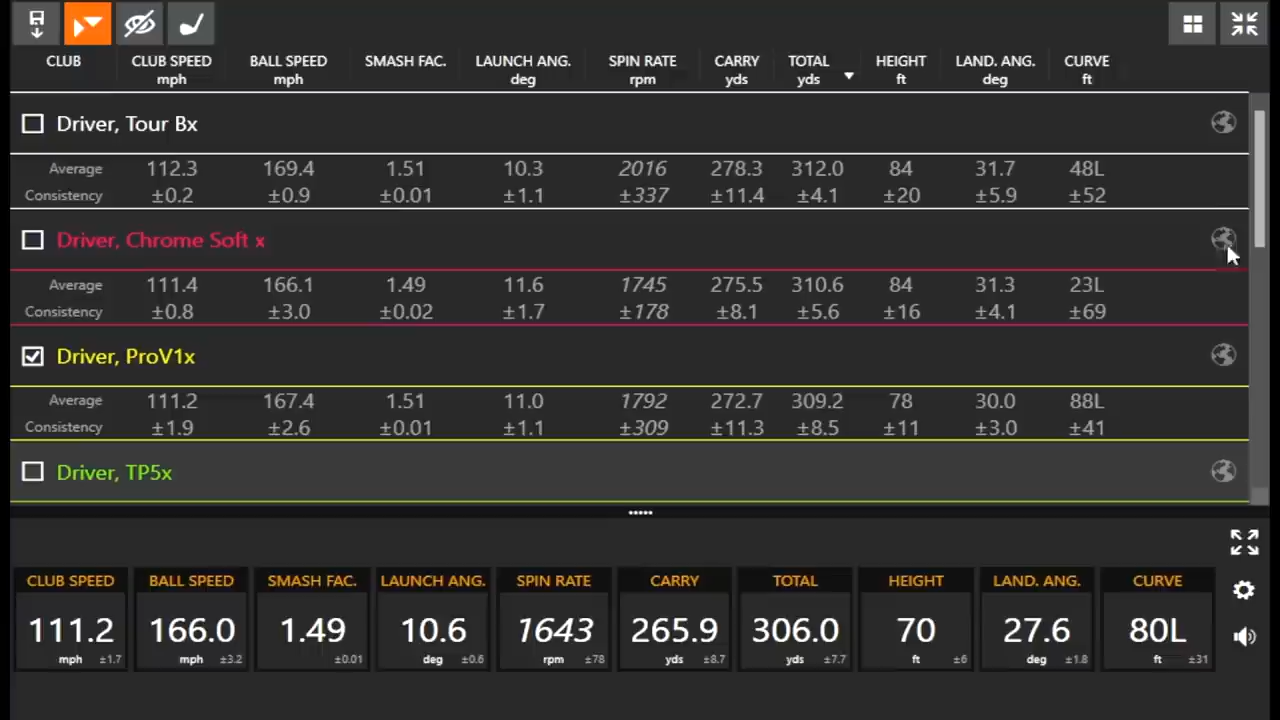 CLUB CLUB SPEED BALL SPEED SMASH FAC. LAUNCH ANG. SPIN RATE CARRY TOTAL HEIGHT LAND. ANG. CURVE
mph mph deg rpm yds yds ft deg ft
Driver, Tour Bx
Average 112.3 169.4 1.51 10.3 2016 278.3 312.0 84 31.7 48L
Consistency ±0.2 ±0.9 ±0.01 ±1.1 ±337 ±11.4 ±4.1 ±20 ±5.9 ±52
Driver, Chrome Soft x
Average 111.4 166.1 1.49 11.6 1745 275.5 310.6 84 31.3 23L
Consistency ±0.8 ±3.0 ±0.02 ±1.7 ±178 ±8.1 ±5.6 ±16 ±4.1 ±69
Driver, ProV1x
Average 111.2 167.4 1.51 11.0 1792 272.7 309.2 78 30.0 88L
Consistency ±1.9 ±2.6 ±0.01 ±1.1 ±309 ±11.3 ±8.5 ±11 ±3.0 ±41
Driver, TP5x
CLUB SPEED BALL SPEED SMASH FAC. LAUNCH ANG. SPIN RATE CARRY TOTAL HEIGHT LAND. ANG. CURVE
111.2 166.0 1.49 10.6 1643 265.9 306.0 70 27.6 80L
mph ±1.7 mph ±3.2 ±0.01 deg ±0.6 rpm ±78 yds ±8.7 yds ±7.7 ft ±6 deg ±1.8 ft ±31